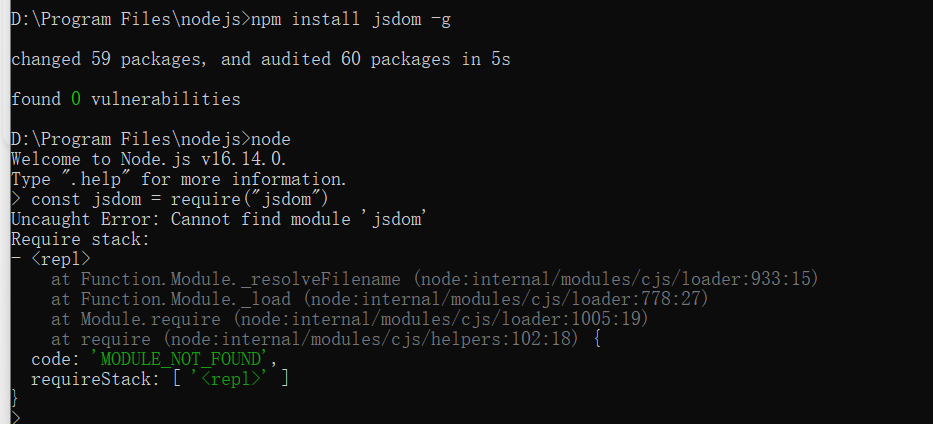 D:\Program Files\nodejs>npm install jsdom -g
changed 59 packages, and audited 60 packages in 5s
found 0 vulnerabilities
D:\Program Files\nodejs>node
Welcome to Node.js v16.14.0.
Type ".help" for more information.
> const jsdom = require("jsdom")
Uncaught Error: Cannot find module 'jsdom'
Require stack:
- <repl>
    at Function.Module._resolveFilename (node:internal/modules/cjs/loader:933:15)
    at Function.Module._load (node:internal/modules/cjs/loader:778:27)
    at Module.require (node:internal/modules/cjs/loader:1005:19)
    at require (node:internal/modules/cjs/helpers:102:18) {
  code: 'MODULE_NOT_FOUND',
  requireStack: [ '<repl>' ]
}
>